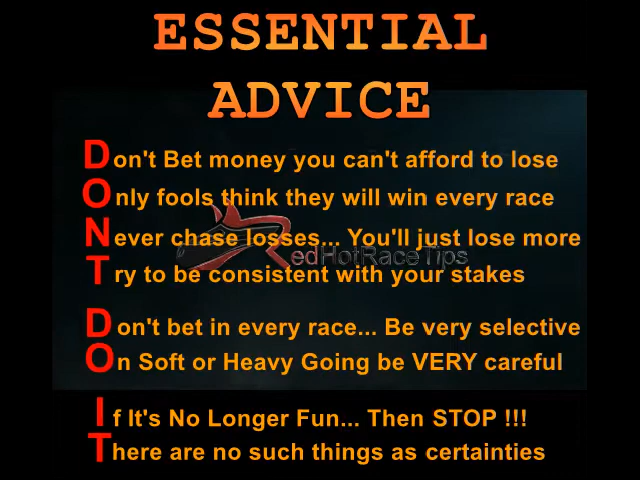 ESSENTIAL
ADVICE
Don't Bet money you can't afford to lose
Only fools think they will win every race
Never chase losses... You'll just lose more
RedHotRace Tips
Try to be consistent with your stakes
Don't bet in every race... Be very selective
On Soft or Heavy Going be VERY careful
If It's No Longer Fun... Then STOP !!!
There are no such things as certainties